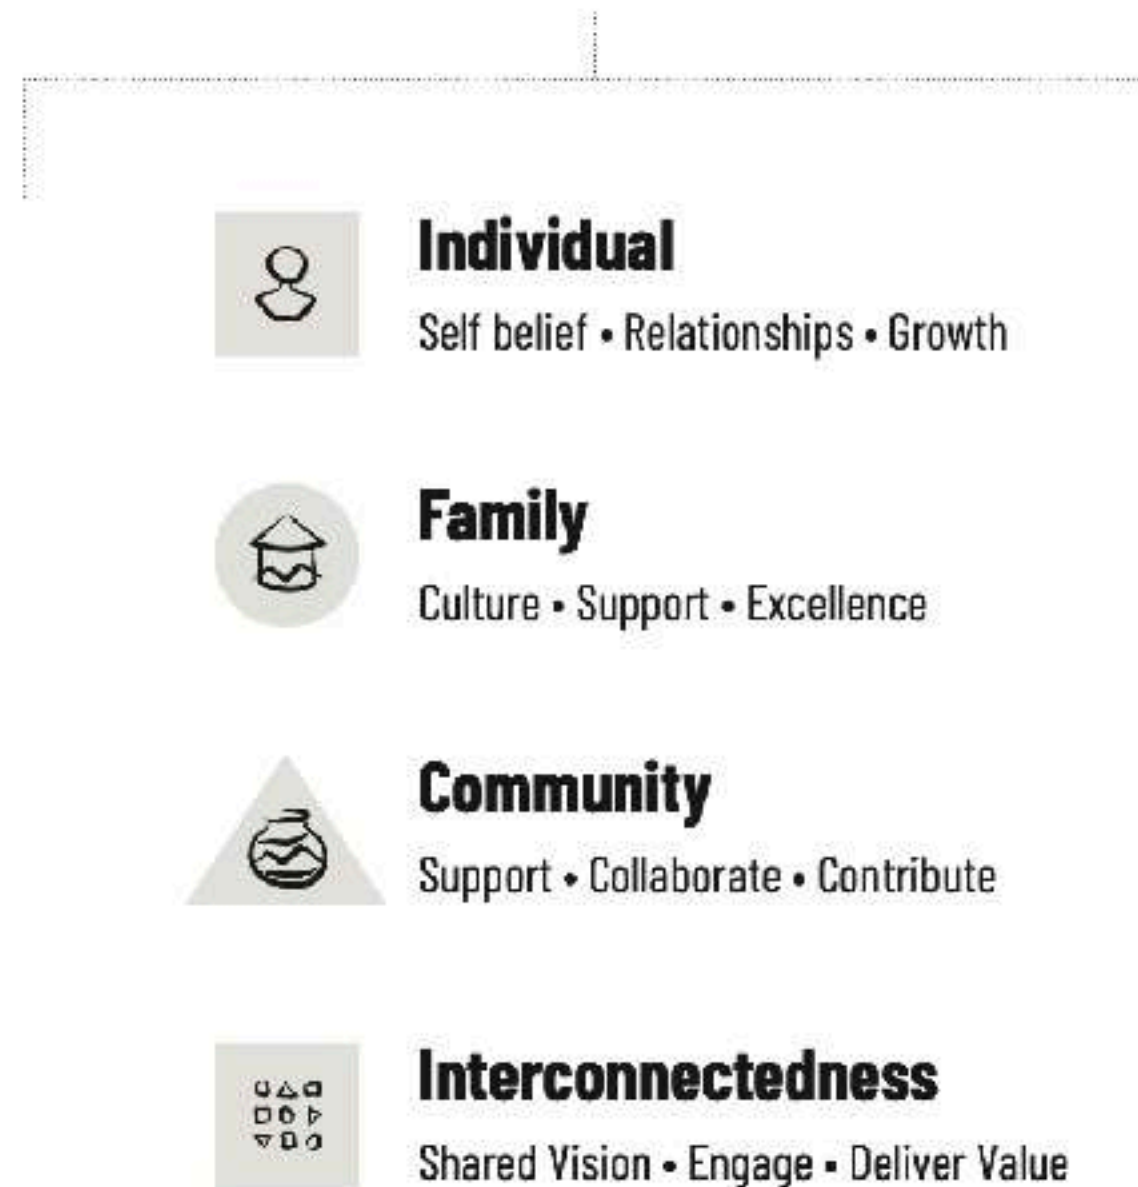 Individual
Self belief • Relationships • Growth
Family
Culture • Support • Excellence
Community
Support • Collaborate • Contribute
Interconnectedness
Shared Vision • Engage • Deliver Value